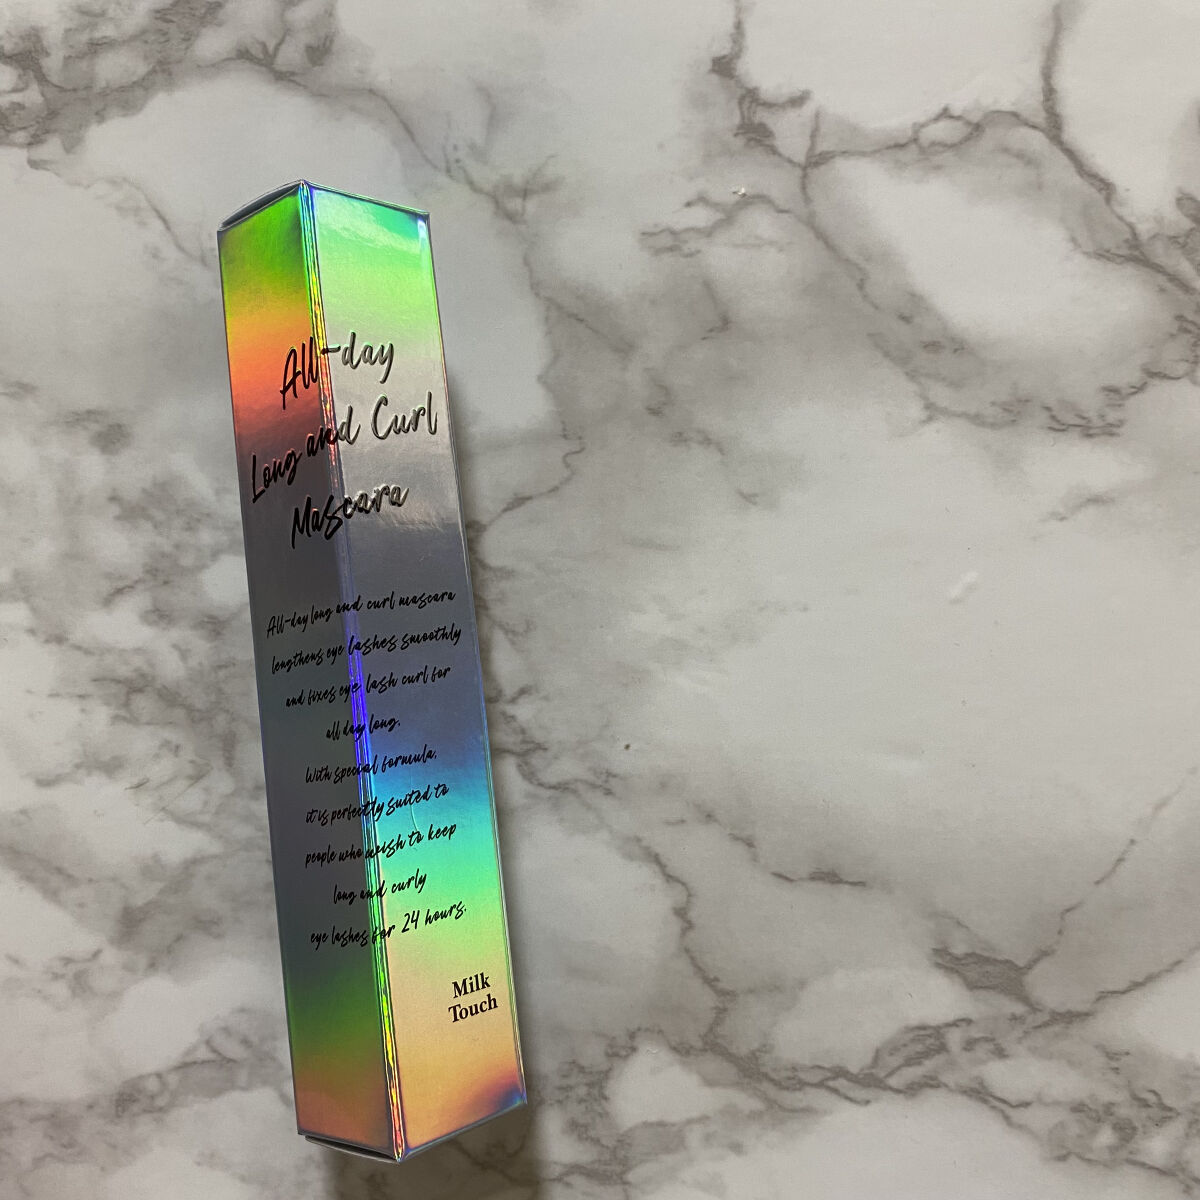 All-day
Long and Curl
Mascara
All-day long and curl mascara
lengthens eye lashes smoothly
and fixes eye lash curl for
all day long.
With special formula,
it is perfectly suited to
people who wish to keep
long and curly
eye lashes for 24 hours.
Milk
Touch